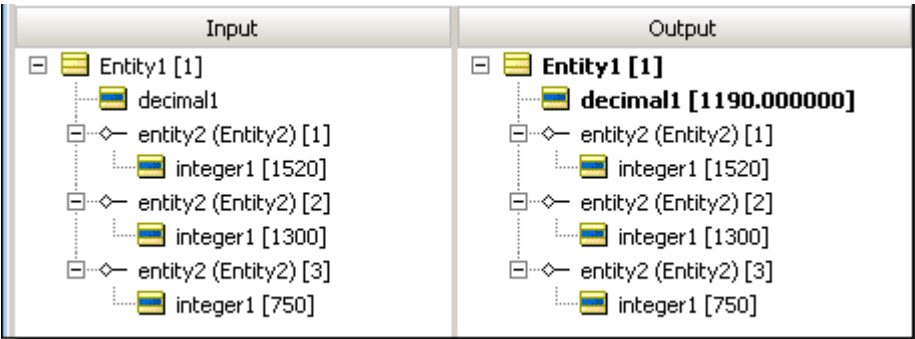 Input
Entity1 [1]
decimal1
entity2 (Entity2) [1]
integer1 [1520]
entity2 (Entity2) [2]
integer1 [1300]
entity2 (Entity2) [3]
integer1 [750]
Output
Entity1 [1]
decimal1 [1190.000000]
entity2 (Entity2) [1]
integer1 [1520]
entity2 (Entity2) [2]
integer1 [1300]
entity2 (Entity2) [3]
integer1 [750]